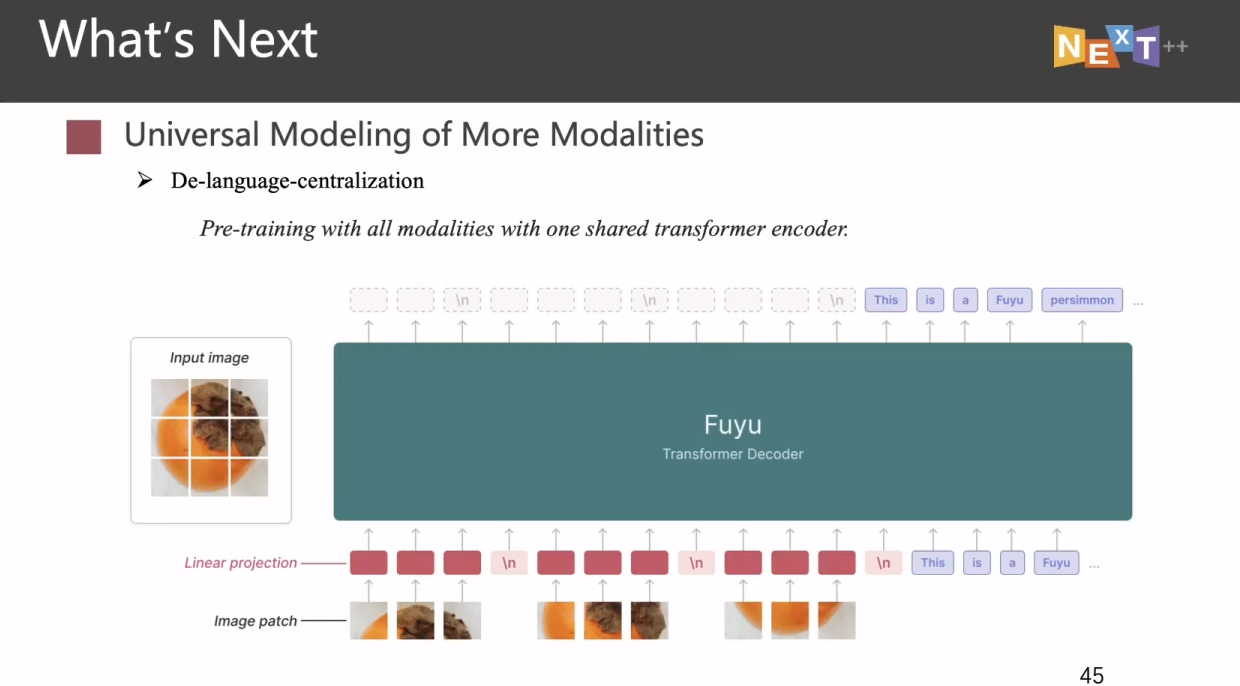 What's Next
NExT++
Universal Modeling of More Modalities
➢ De-language-centralization
Pre-training with all modalities with one shared transformer encoder.
\n \n \n This is a Fuyu persimmon ...
Input image
Fuyu
Transformer Decoder
Linear projection \n \n \n This is a Fuyu ...
Image patch
45